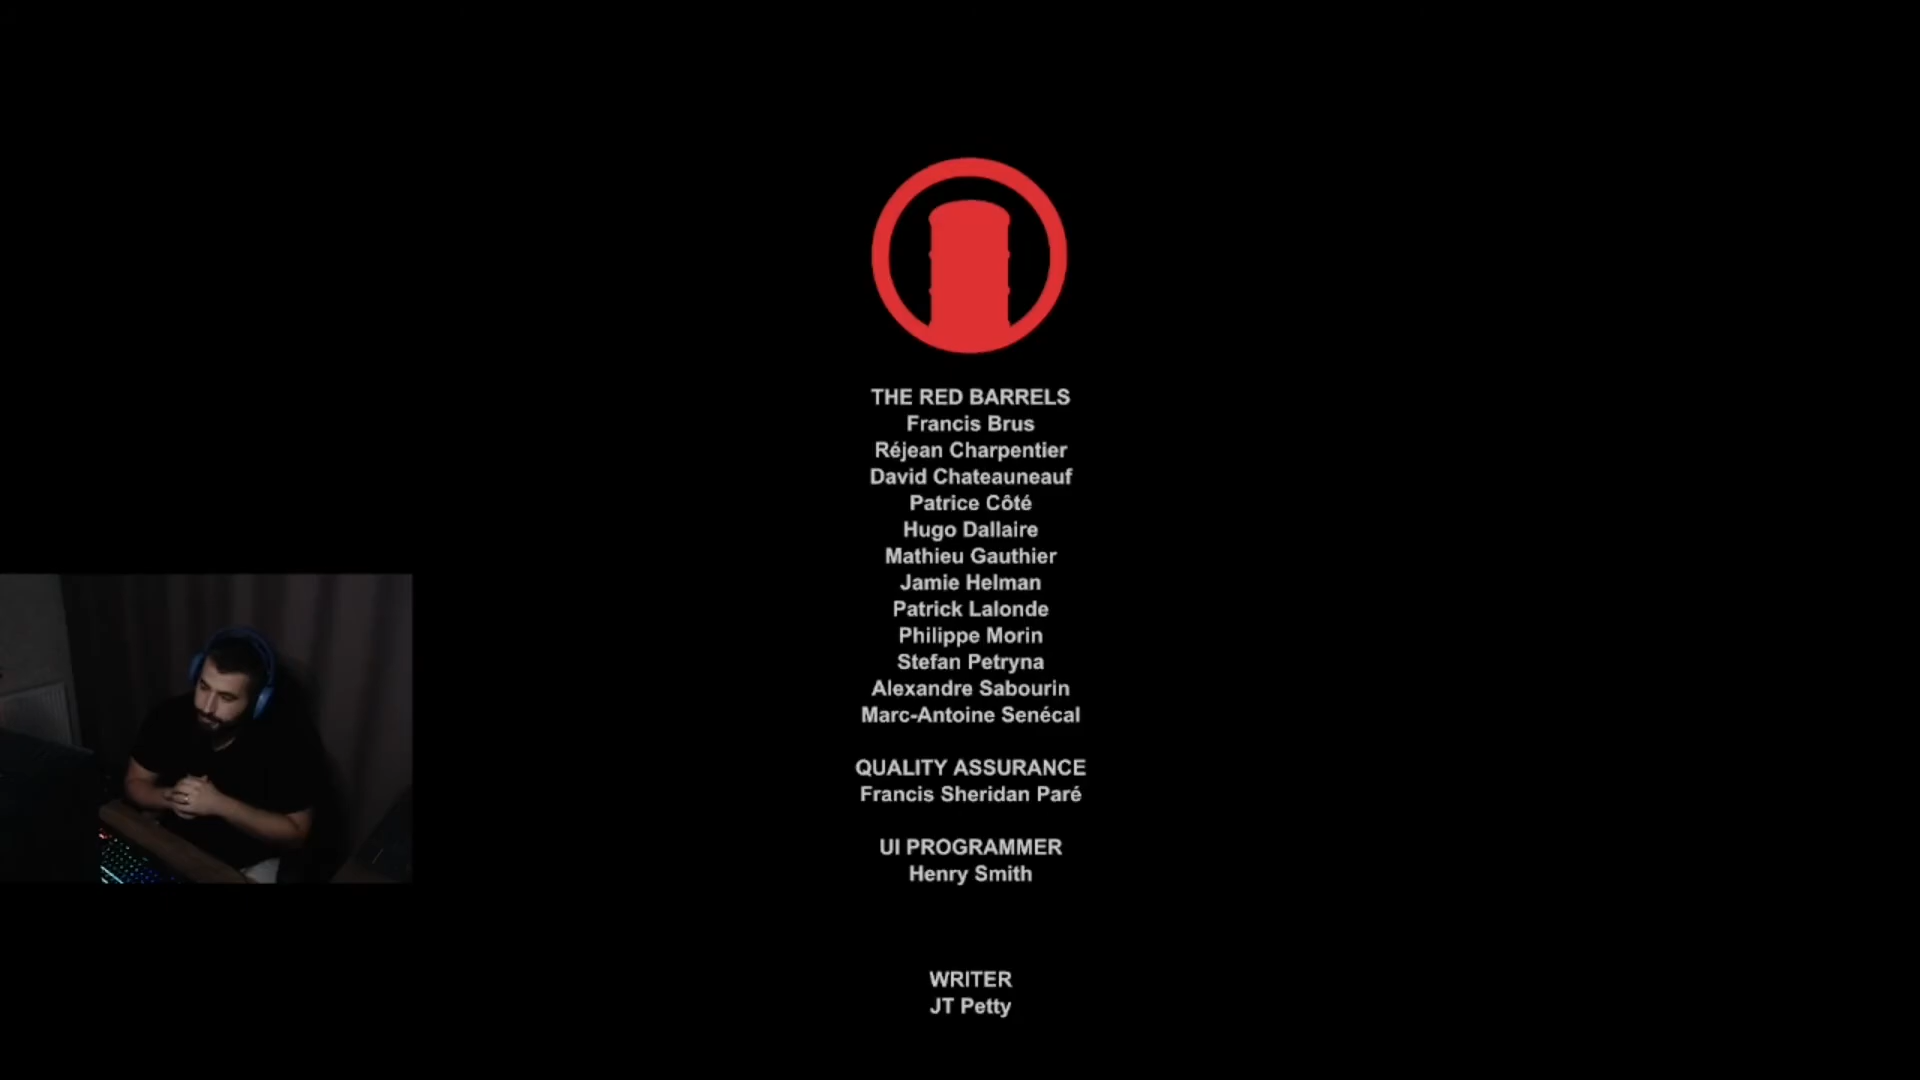 THE RED BARRELS
Francis Brus
Réjean Charpentier
David Chateauneuf
Patrice Côté
Hugo Dallaire
Mathieu Gauthier
Jamie Helman
Patrick Lalonde
Philippe Morin
Stefan Petryna
Alexandre Sabourin
Marc-Antoine Senécal
QUALITY ASSURANCE
Francis Sheridan Paré
UI PROGRAMMER
Henry Smith
WRITER
JT Petty